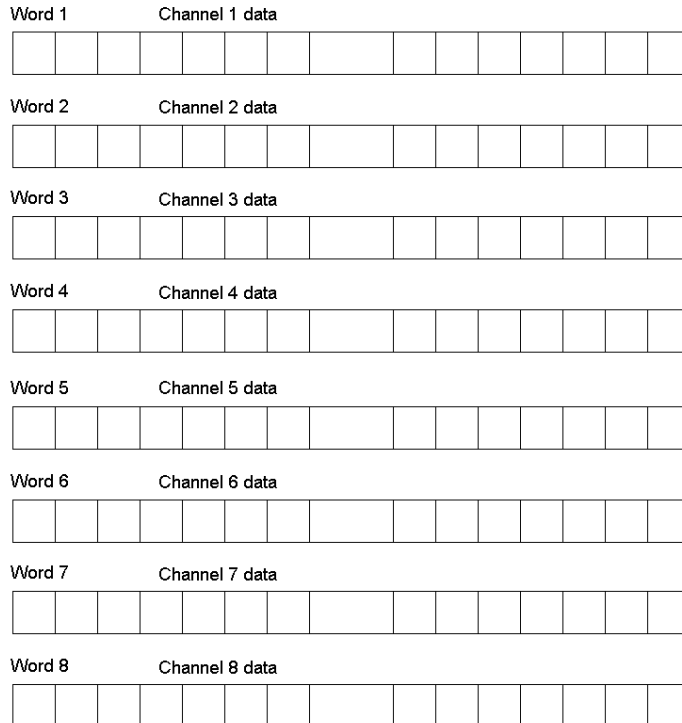 Word 1 Channel 1 data
Word 2 Channel 2 data
Word 3 Channel 3 data
Word 4 Channel 4 data
Word 5 Channel 5 data
Word 6 Channel 6 data
Word 7 Channel 7 data
Word 8 Channel 8 data